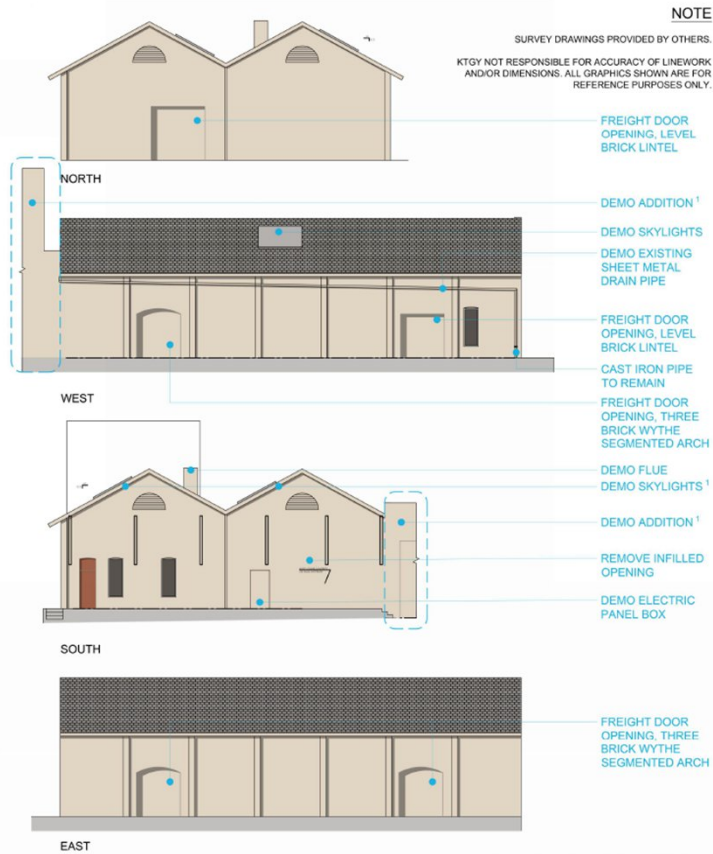 NOTE
SURVEY DRAWINGS PROVIDED BY OTHERS.
KTGY NOT RESPONSIBLE FOR ACCURACY OF LINEWORK
AND/OR DIMENSIONS. ALL GRAPHICS SHOWN ARE FOR
REFERENCE PURPOSES ONLY.
FREIGHT DOOR
OPENING, LEVEL
BRICK LINTEL
NORTH
DEMO ADDITION ¹
DEMO SKYLIGHTS
DEMO EXISTING
SHEET METAL
DRAIN PIPE
FREIGHT DOOR
OPENING, LEVEL
BRICK LINTEL
CAST IRON PIPE
TO REMAIN
WEST
FREIGHT DOOR
OPENING, THREE
BRICK WYTHE
SEGMENTED ARCH
DEMO FLUE
DEMO SKYLIGHTS ¹
DEMO ADDITION ¹
REMOVE INFILLED
OPENING
DEMO ELECTRIC
PANEL BOX
SOUTH
FREIGHT DOOR
OPENING, THREE
BRICK WYTHE
SEGMENTED ARCH
EAST